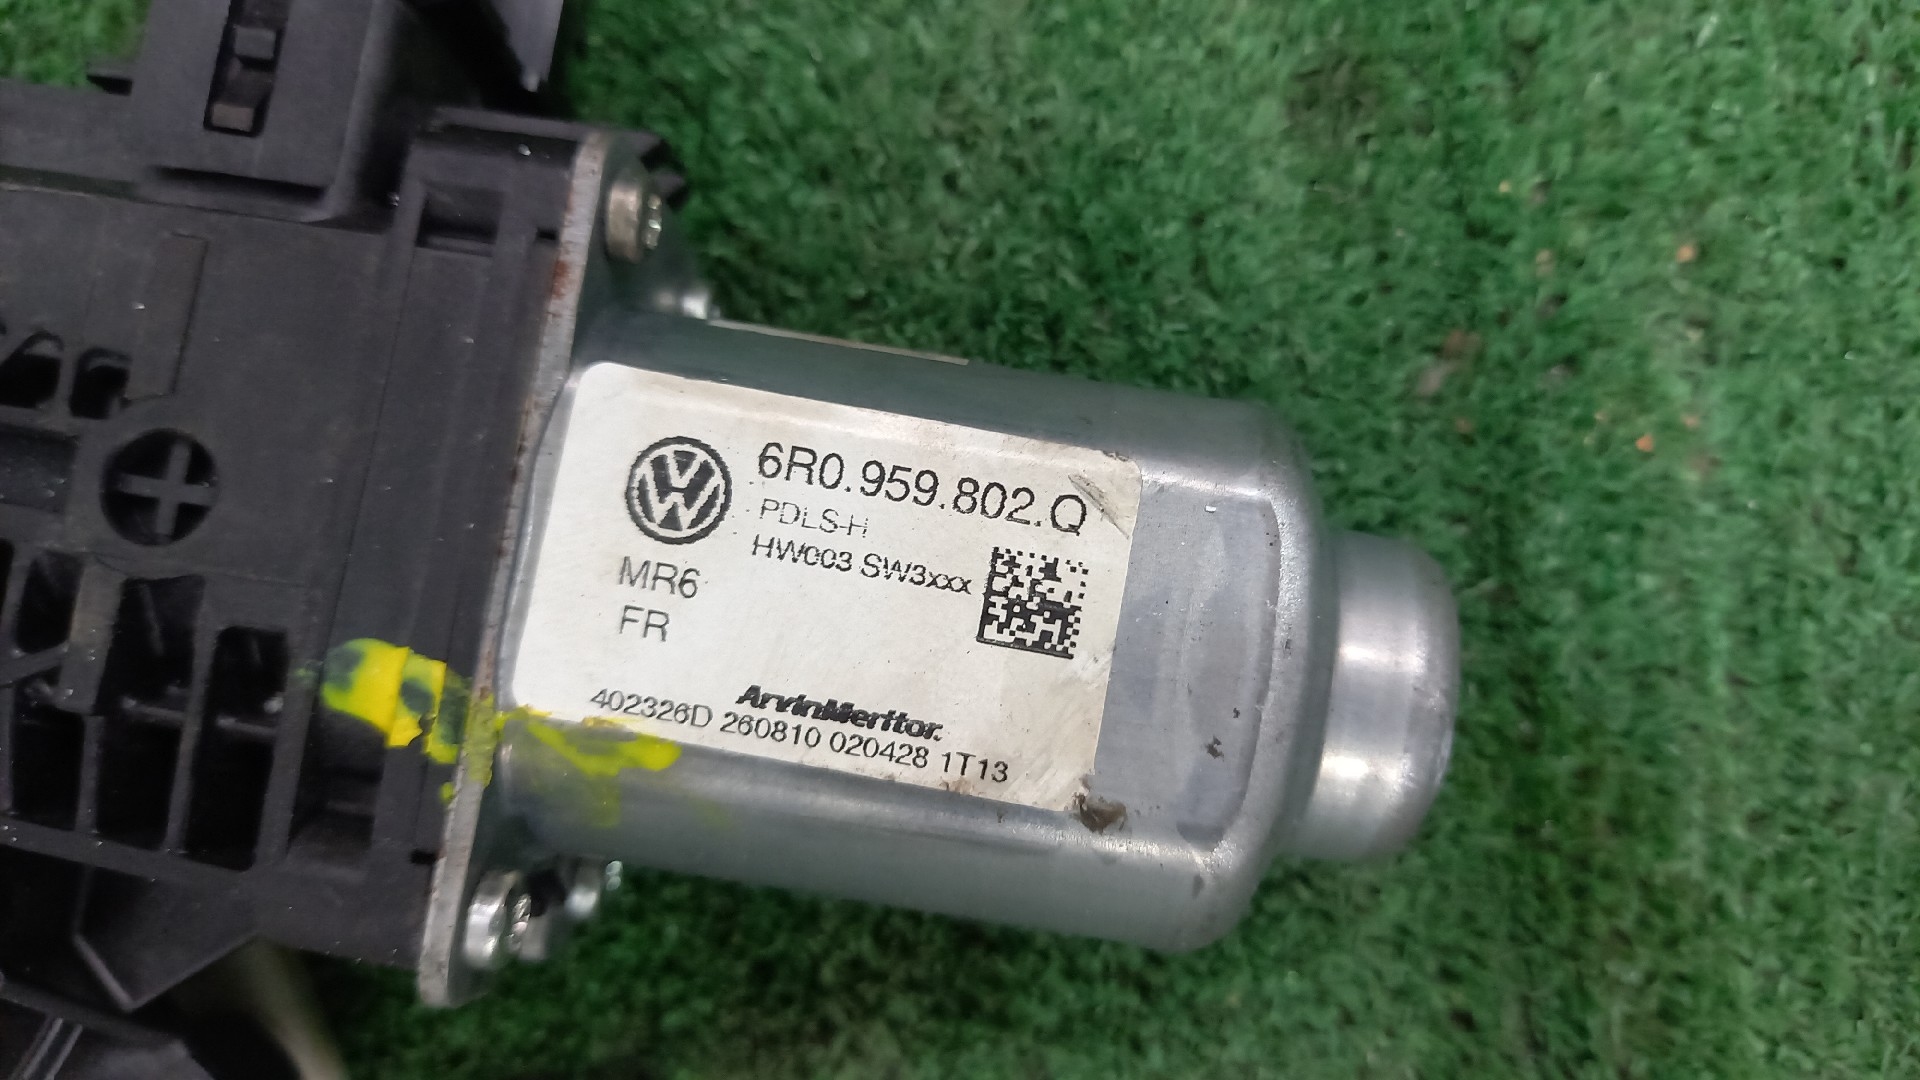 6R0.959.802.Q
PDLS-H
HW003 SW3xxx
MR6
FR
ArvinMeritor.
402326D 260810 020428 1T13